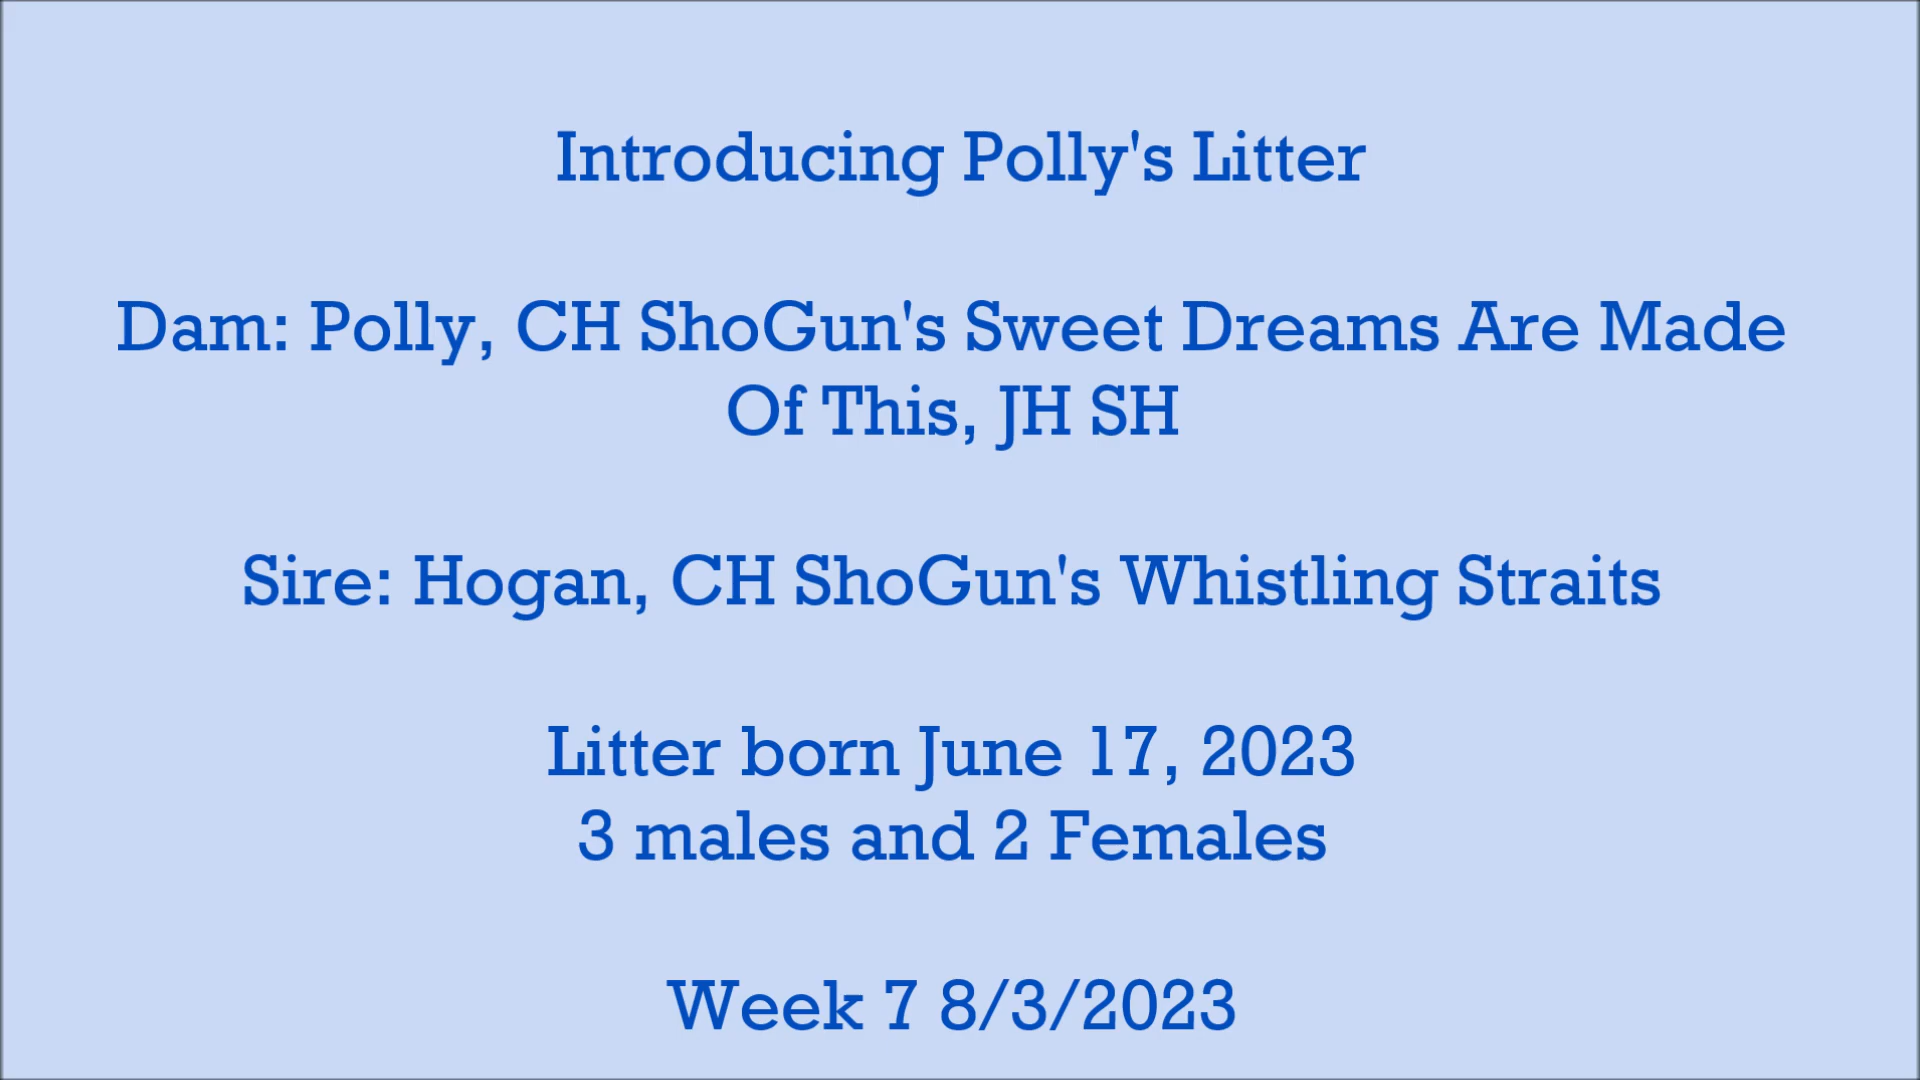 Introducing Polly's Litter
Dam: Polly, CH ShoGun's Sweet Dreams Are Made
Of This, JH SH
Sire: Hogan, CH ShoGun's Whistling Straits
Litter born June 17, 2023
3 males and 2 Females
Week 7 8/3/2023